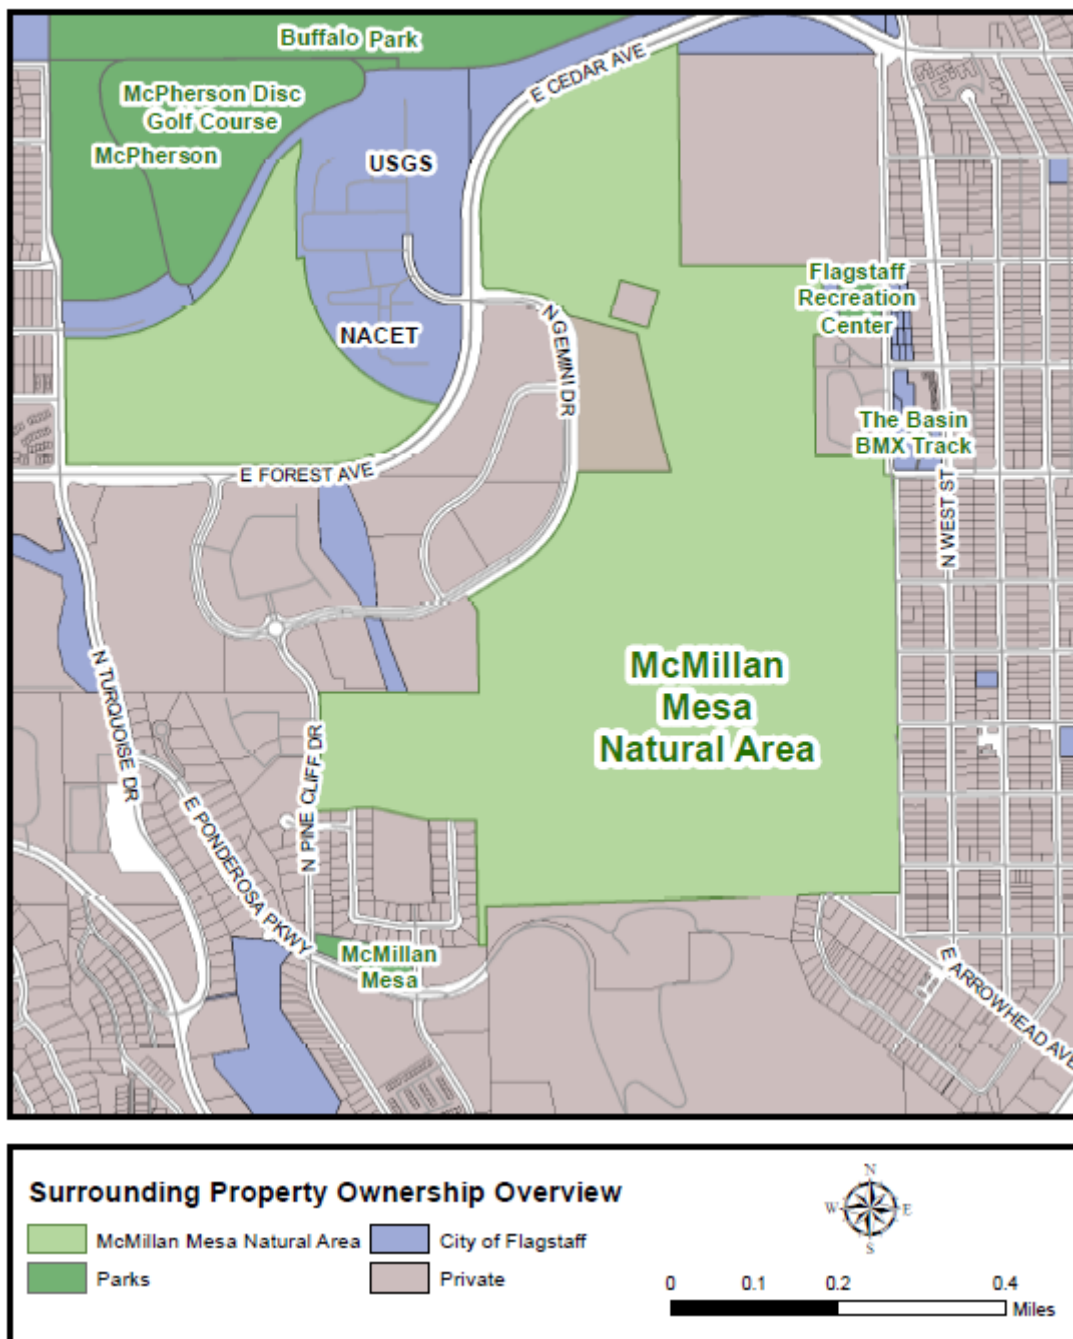 Buffalo Park
E CEDAR AVE
McPherson Disc
Golf Course
McPherson
USGS
Flagstaff
Recreation
Center
N GEMINI DR
NACET
The Basin
BMX Track
E FOREST AVE
N WEST ST
McMillan
Mesa
Natural Area
N TURQUOISE DR
N PINE CLIFF DR
E PONDEROSA PKWY
McMillan
Mesa
E ARROWHEAD AVE
Surrounding Property Ownership Overview
McMillan Mesa Natural Area
City of Flagstaff
Parks
Private
N
W
E
S
0 0.1 0.2 0.4
Miles